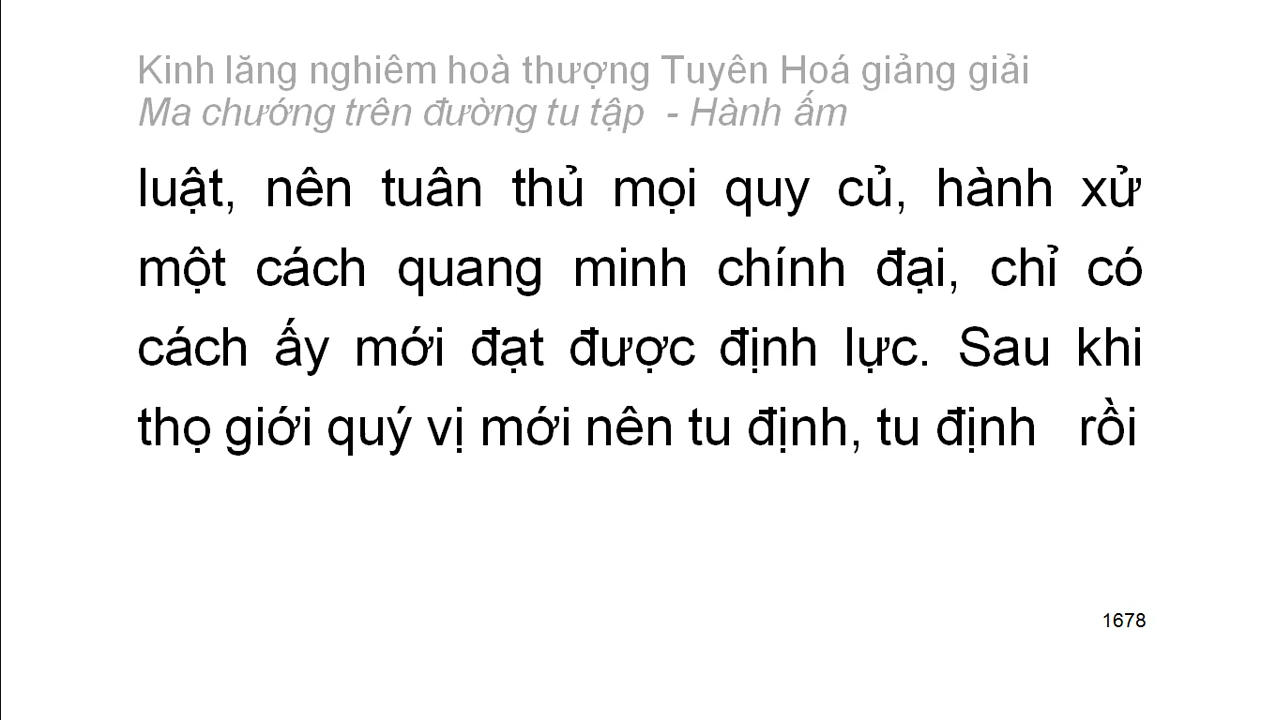 Kinh lăng nghiêm hoà thượng Tuyên Hoá giảng giải
Ma chướng trên đường tu tập - Hành ấm
luật, nên tuân thủ mọi quy củ, hành xử
một cách quang minh chính đại, chỉ có
cách ấy mới đạt được định lực. Sau khi
thọ giới quý vị mới nên tu định, tu định rồi
1678